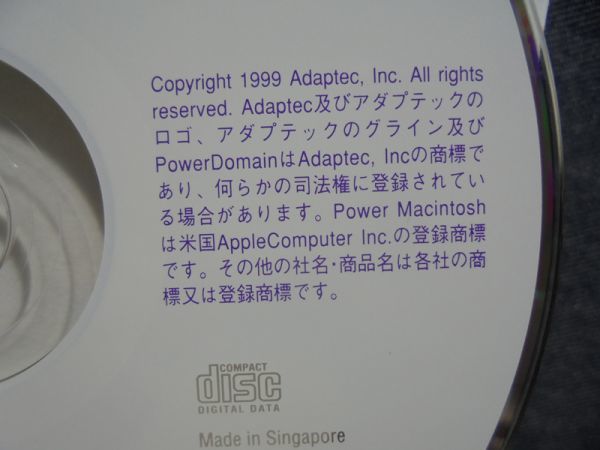 Copyright 1999 Adaptec, Inc. All rights
reserved. Adaptec及びアダプテックの
ロゴ、アダプテックのグライン及び
PowerDomainはAdaptec, Incの商標で
あり、何らかの司法権に登録されてい
る場合があります。Power Macintosh
は米国AppleComputer Inc.の登録商標
です。その他の社名・商品名は各社の商
標又は登録商標です。
COMPACT
disc
DIGITAL DATA
Made in Singapore